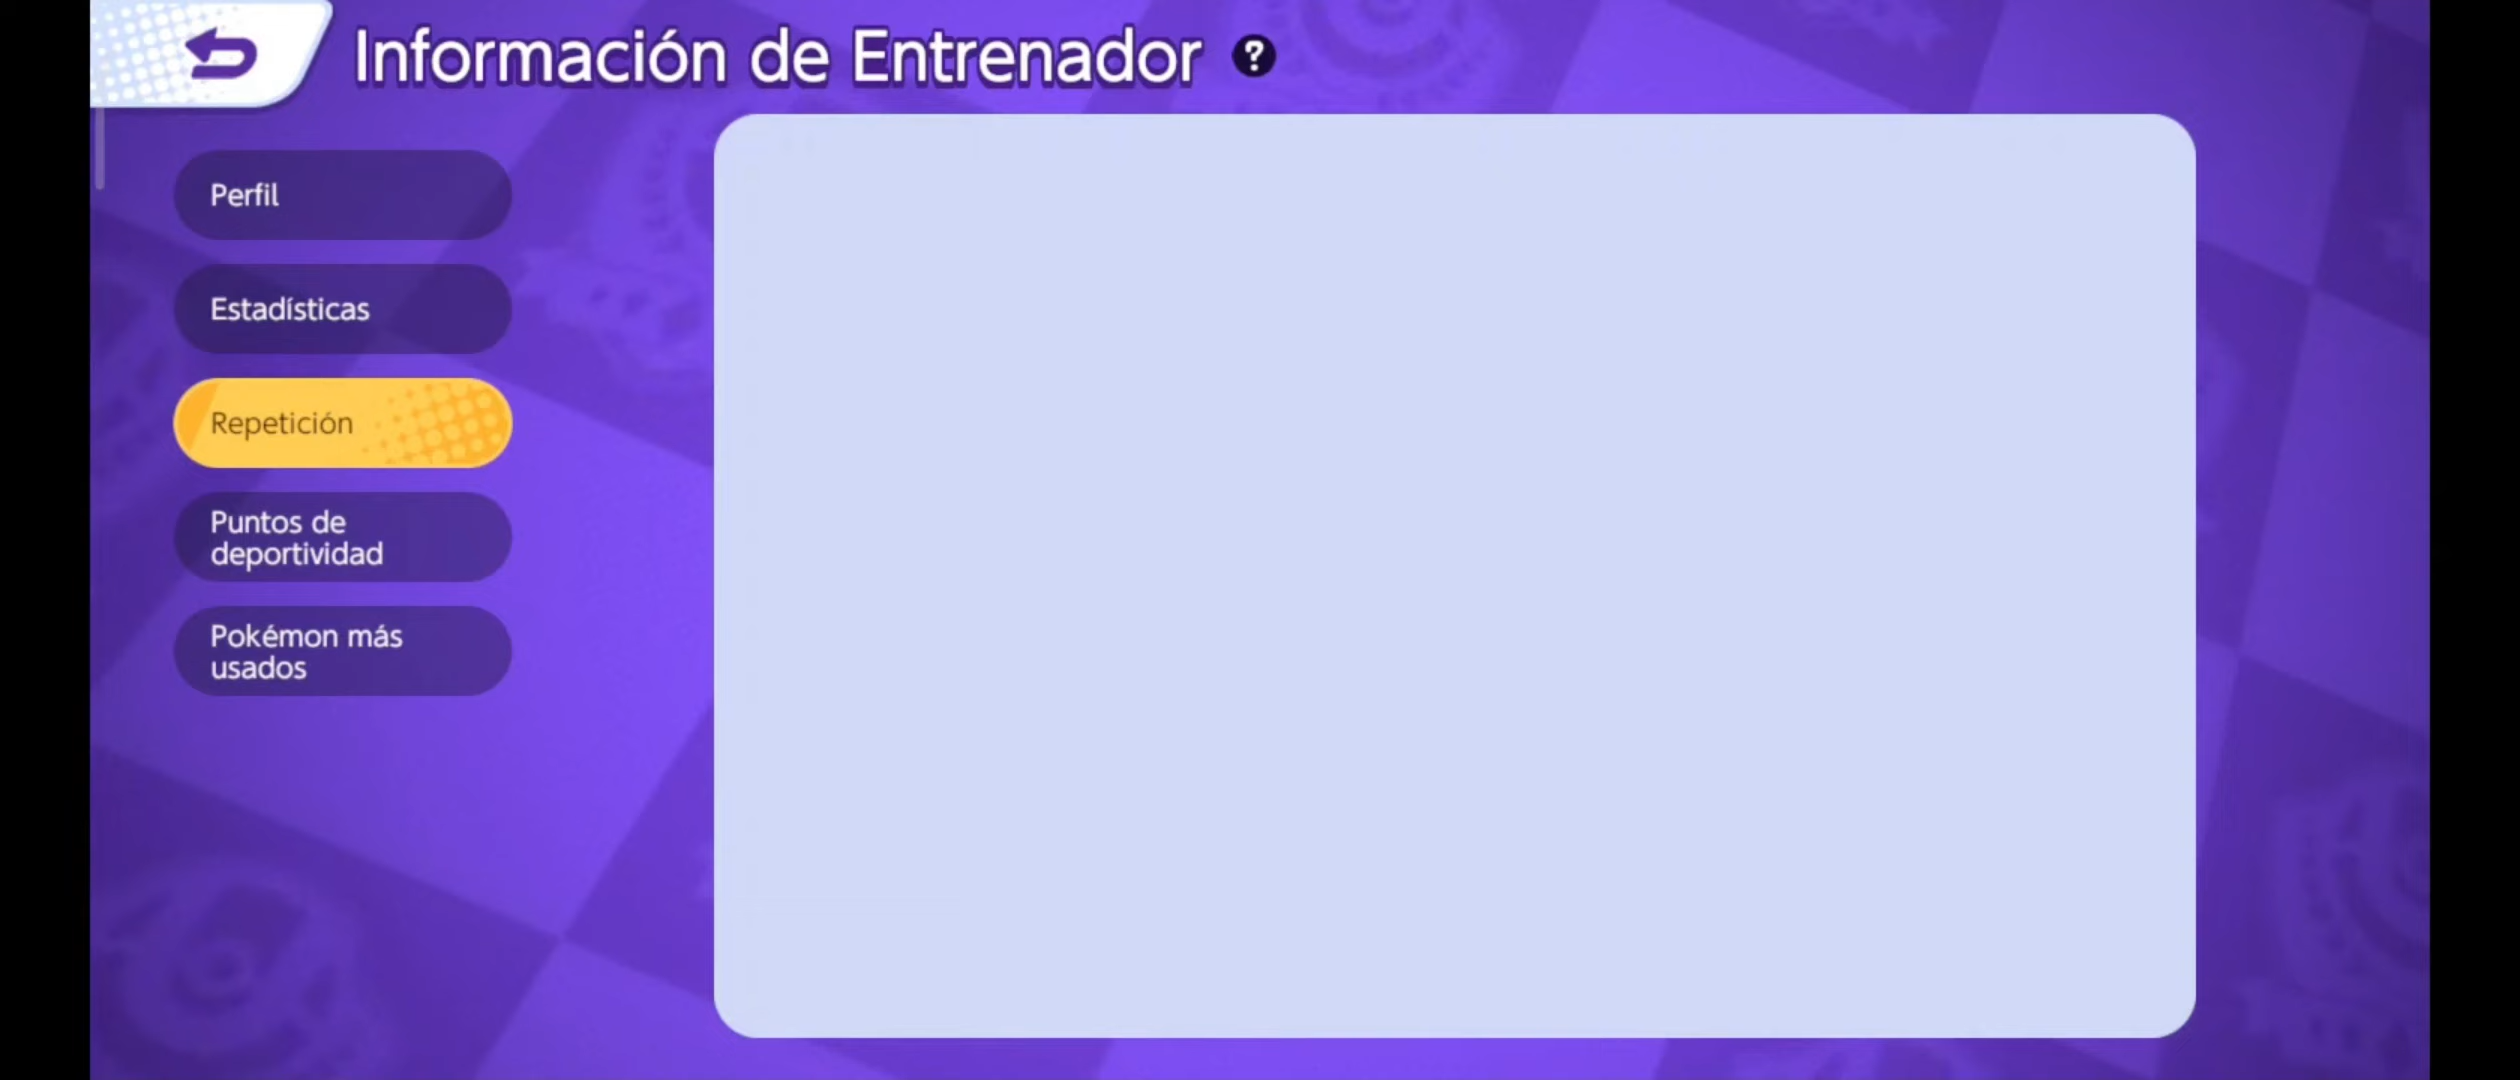 Información de Entrenador ?
Perfil
Estadísticas
Repetición
Puntos de
deportividad
Pokémon más
usados